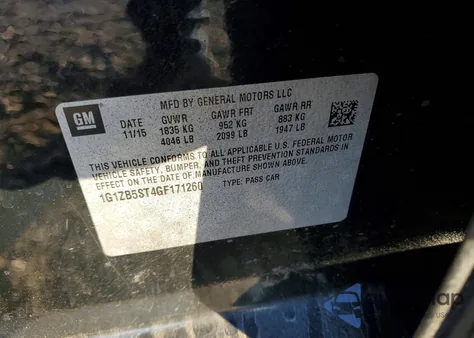 GM
MFD BY GENERAL MOTORS LLC
DATE GVWR GAWR FRT GAWR RR
11/15 1835 KG 952 KG 883 KG
4046 LB 2099 LB 1947 LB
THIS VEHICLE CONFORMS TO ALL APPLICABLE U.S. FEDERAL MOTOR
VEHICLE SAFETY, BUMPER, AND THEFT PREVENTION STANDARDS
IN EFFECT ON THE DATE OF MANUFACTURE SHOWN ABOVE.
1G1ZB5ST4GF171260 TYPE: PASS CAR